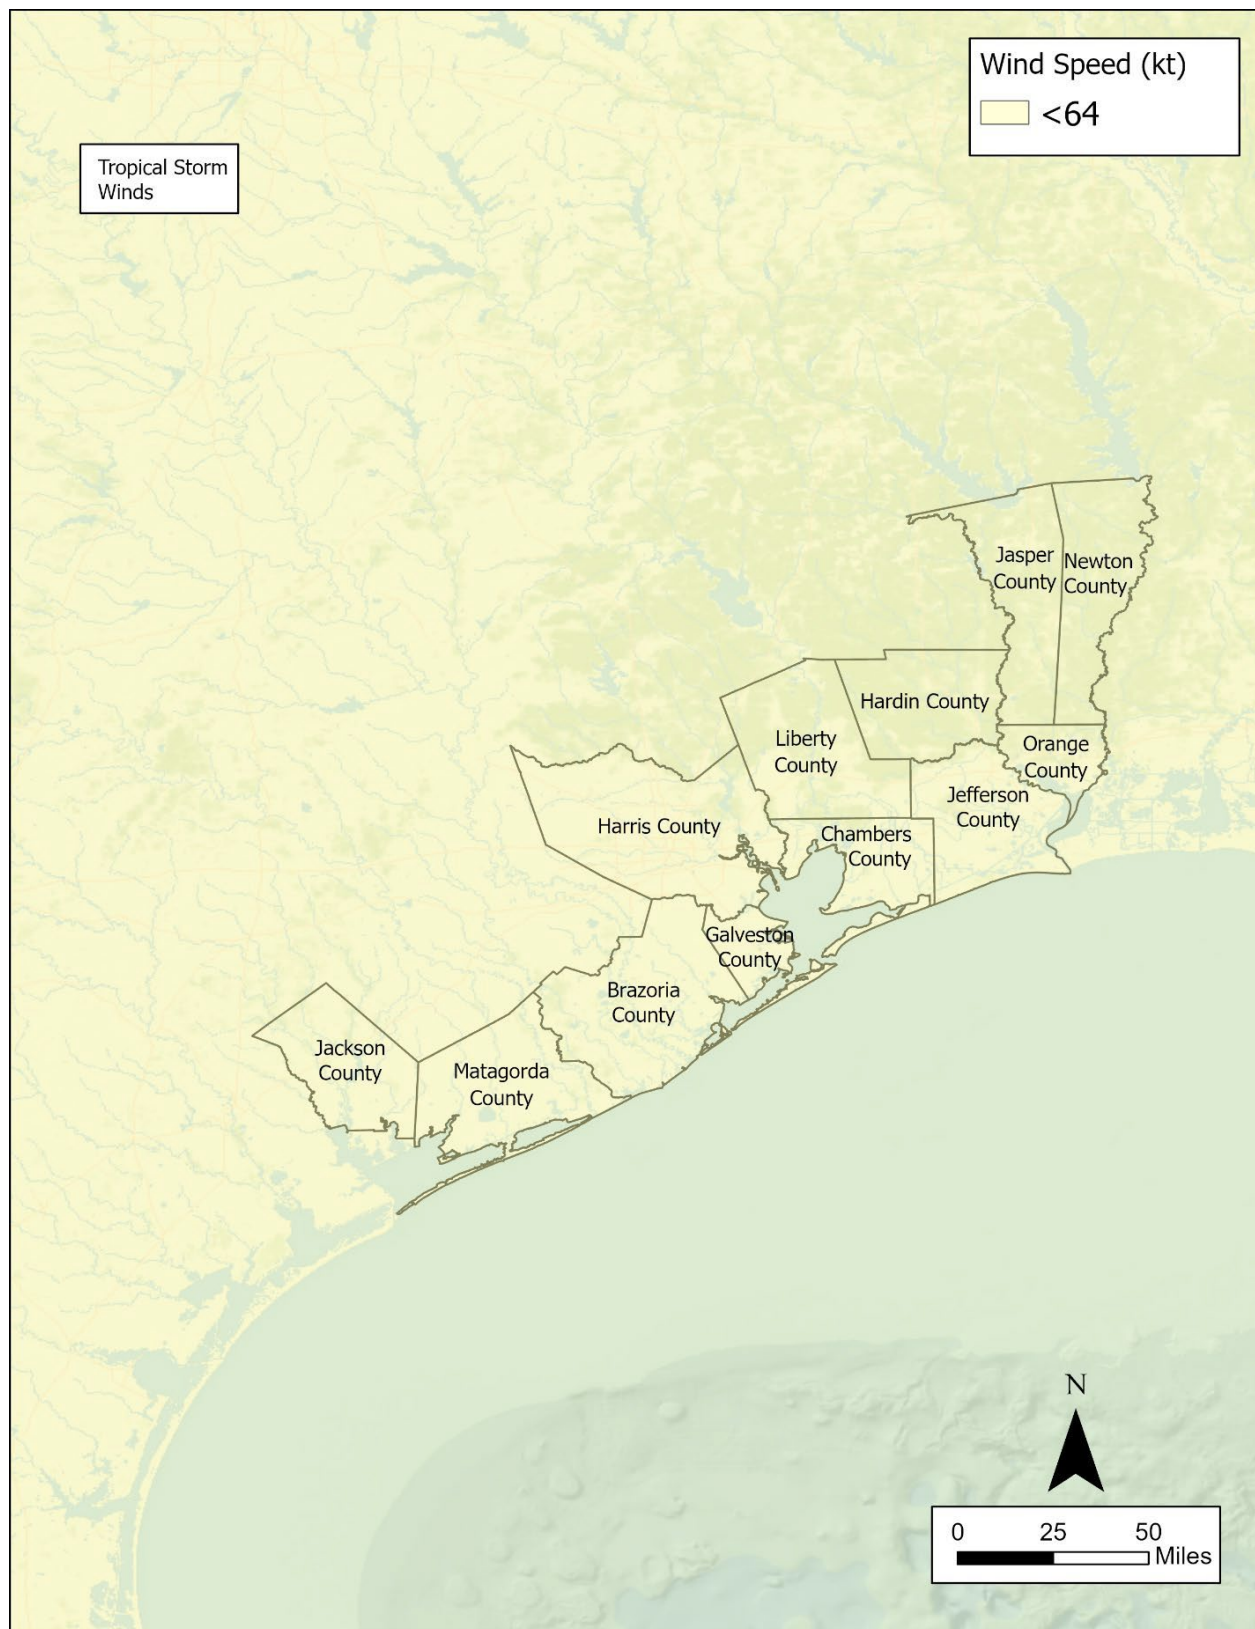 Wind Speed (kt)
<64
Tropical Storm
Winds
Jasper
County
Newton
County
Hardin County
Liberty
County
Orange
County
Jefferson
County
Harris County
Chambers
County
Galveston
County
Brazoria
County
Jackson
County
Matagorda
County
N
0 25 50
Miles